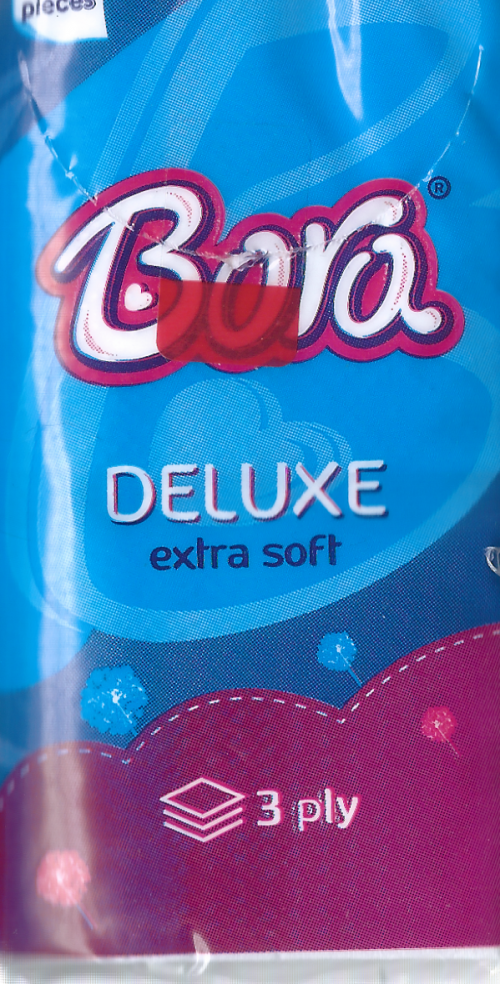 pieces
Bora®
DELUXE
extra soft
3 ply